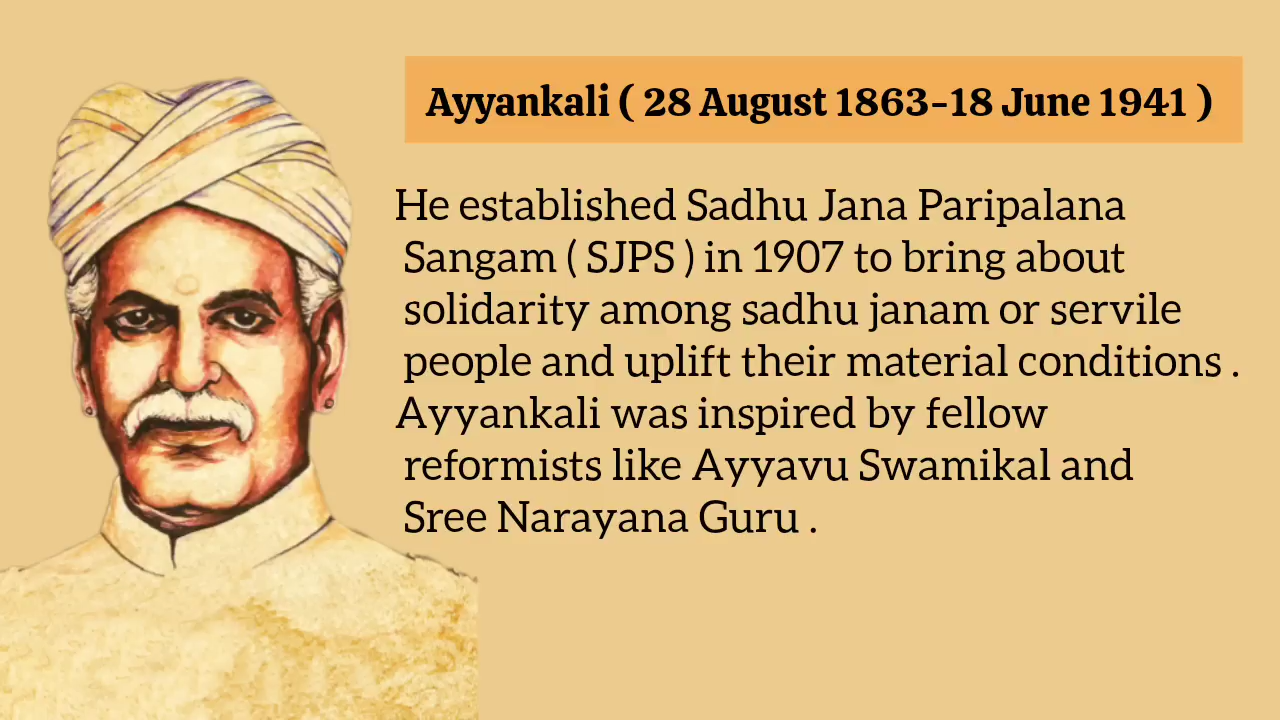 Ayyankali ( 28 August 1863-18 June 1941 )
He established Sadhu Jana Paripalana
Sangam ( SJPS ) in 1907 to bring about
solidarity among sadhu janam or servile
people and uplift their material conditions .
Ayyankali was inspired by fellow
reformists like Ayyavu Swamikal and
Sree Narayana Guru .